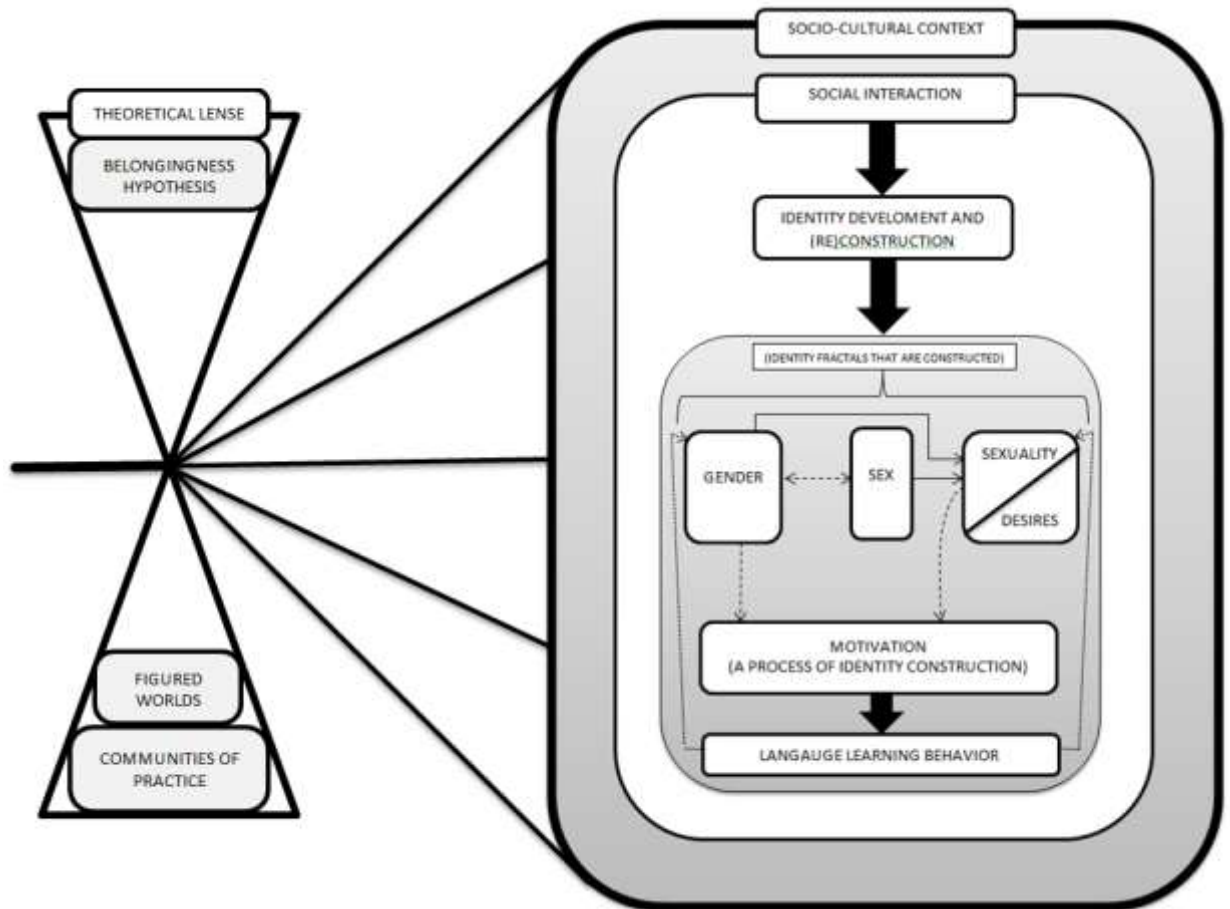 THEORETICAL LENSE
BELONGINGNESS
HYPOTHESIS
FIGURED
WORLDS
COMMUNITIES OF
PRACTICE
SOCIO-CULTURAL CONTEXT
SOCIAL INTERACTION
IDENTITY DEVELOMENT AND
(RE)CONSTRUCTION
(IDENTITY FRACTALS THAT ARE CONSTRUCTED)
GENDER
SEX
SEXUALITY
DESIRES
MOTIVATION
(A PROCESS OF IDENTITY CONSTRUCTION)
LANGAUGE LEARNING BEHAVIOR